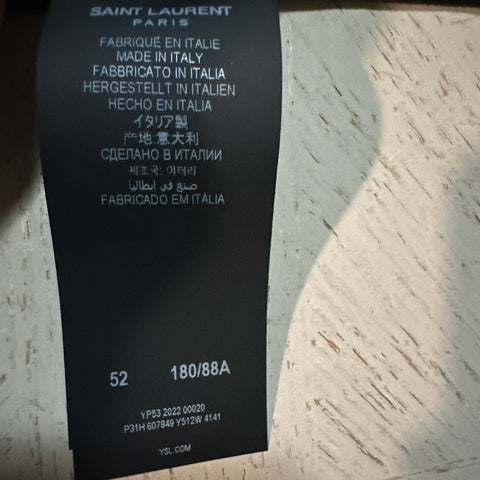 SAINT LAURENT
PARIS
FABRIQUÉ EN ITALIE
MADE IN ITALY
FABBRICATO IN ITALIA
HERGESTELLT IN ITALIEN
HECHO EN ITALIA
イタリア製
产地:意大利
СДЕЛАНО В ИТАЛИИ
제조국: 이태리
صنع في ايطاليا
FABRICADO EM ITÁLIA
52 180/88A
YP53 2022 00020
P31H 607849 Y512W 4141
YSL.COM